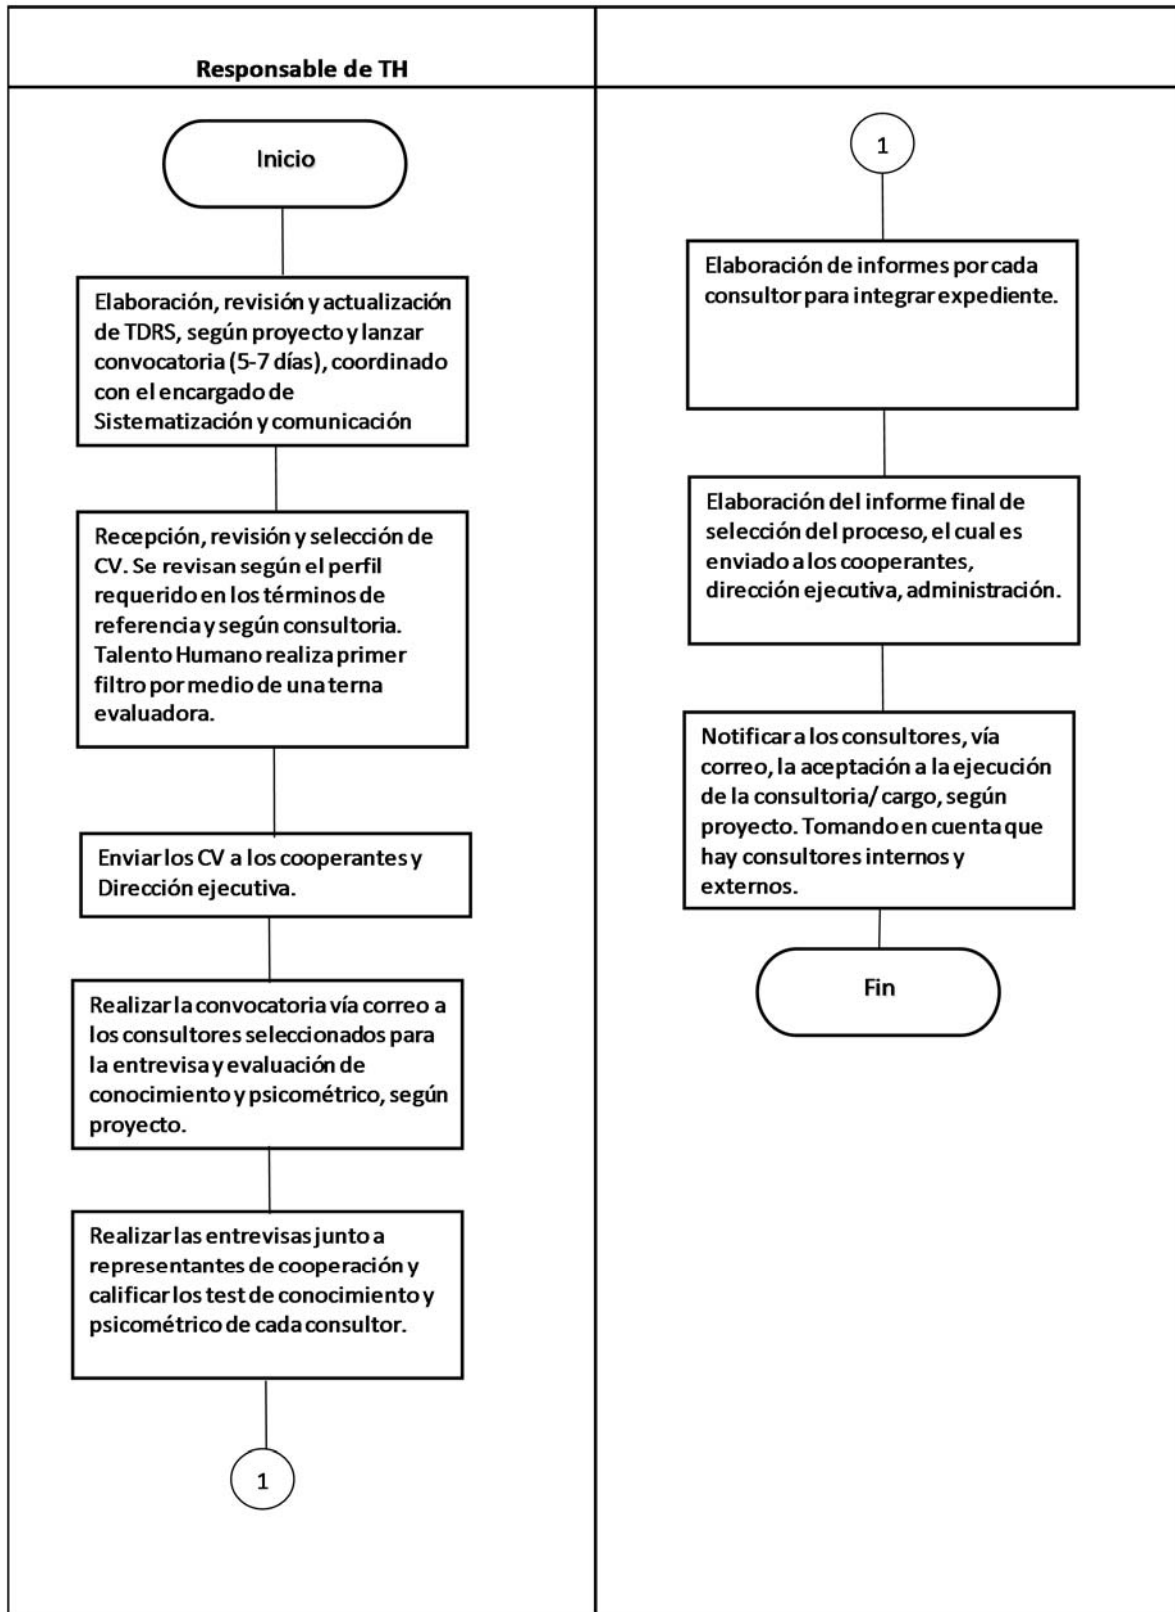 Responsable de TH
Inicio
Elaboración, revisión y actualización
de TDRS, según proyecto y lanzar
convocatoria (5-7 días), coordinado
con el encargado de
Sistematización y comunicación
Recepción, revisión y selección de
CV. Se revisan según el perfil
requerido en los términos de
referencia y según consultoria.
Talento Humano realiza primer
filtro por medio de una terna
evaluadora.
Enviar los CV a los cooperantes y
Dirección ejecutiva.
Realizar la convocatoria vía correo a
los consultores seleccionados para
la entrevisa y evaluación de
conocimiento y psicométrico, según
proyecto.
Realizar las entrevisas junto a
representantes de cooperación y
calificar los test de conocimiento y
psicométrico de cada consultor.
1
1
Elaboración de informes por cada
consultor para integrar expediente.
Elaboración del informe final de
selección del proceso, el cual es
enviado a los cooperantes,
dirección ejecutiva, administración.
Notificar a los consultores, vía
correo, la aceptación a la ejecución
de la consultoria/ cargo, según
proyecto. Tomando en cuenta que
hay consultores internos y
externos.
Fin